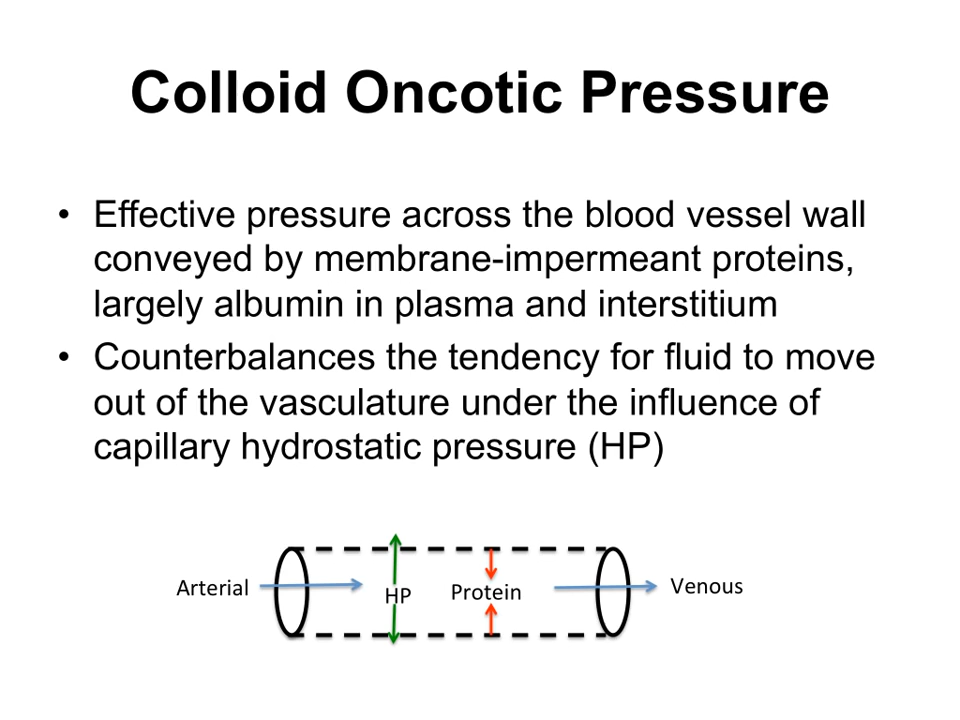 Colloid Oncotic Pressure
• Effective pressure across the blood vessel wall
conveyed by membrane-impermeant proteins,
largely albumin in plasma and interstitium
• Counterbalances the tendency for fluid to move
out of the vasculature under the influence of
capillary hydrostatic pressure (HP)
Arterial
HP
Protein
Venous